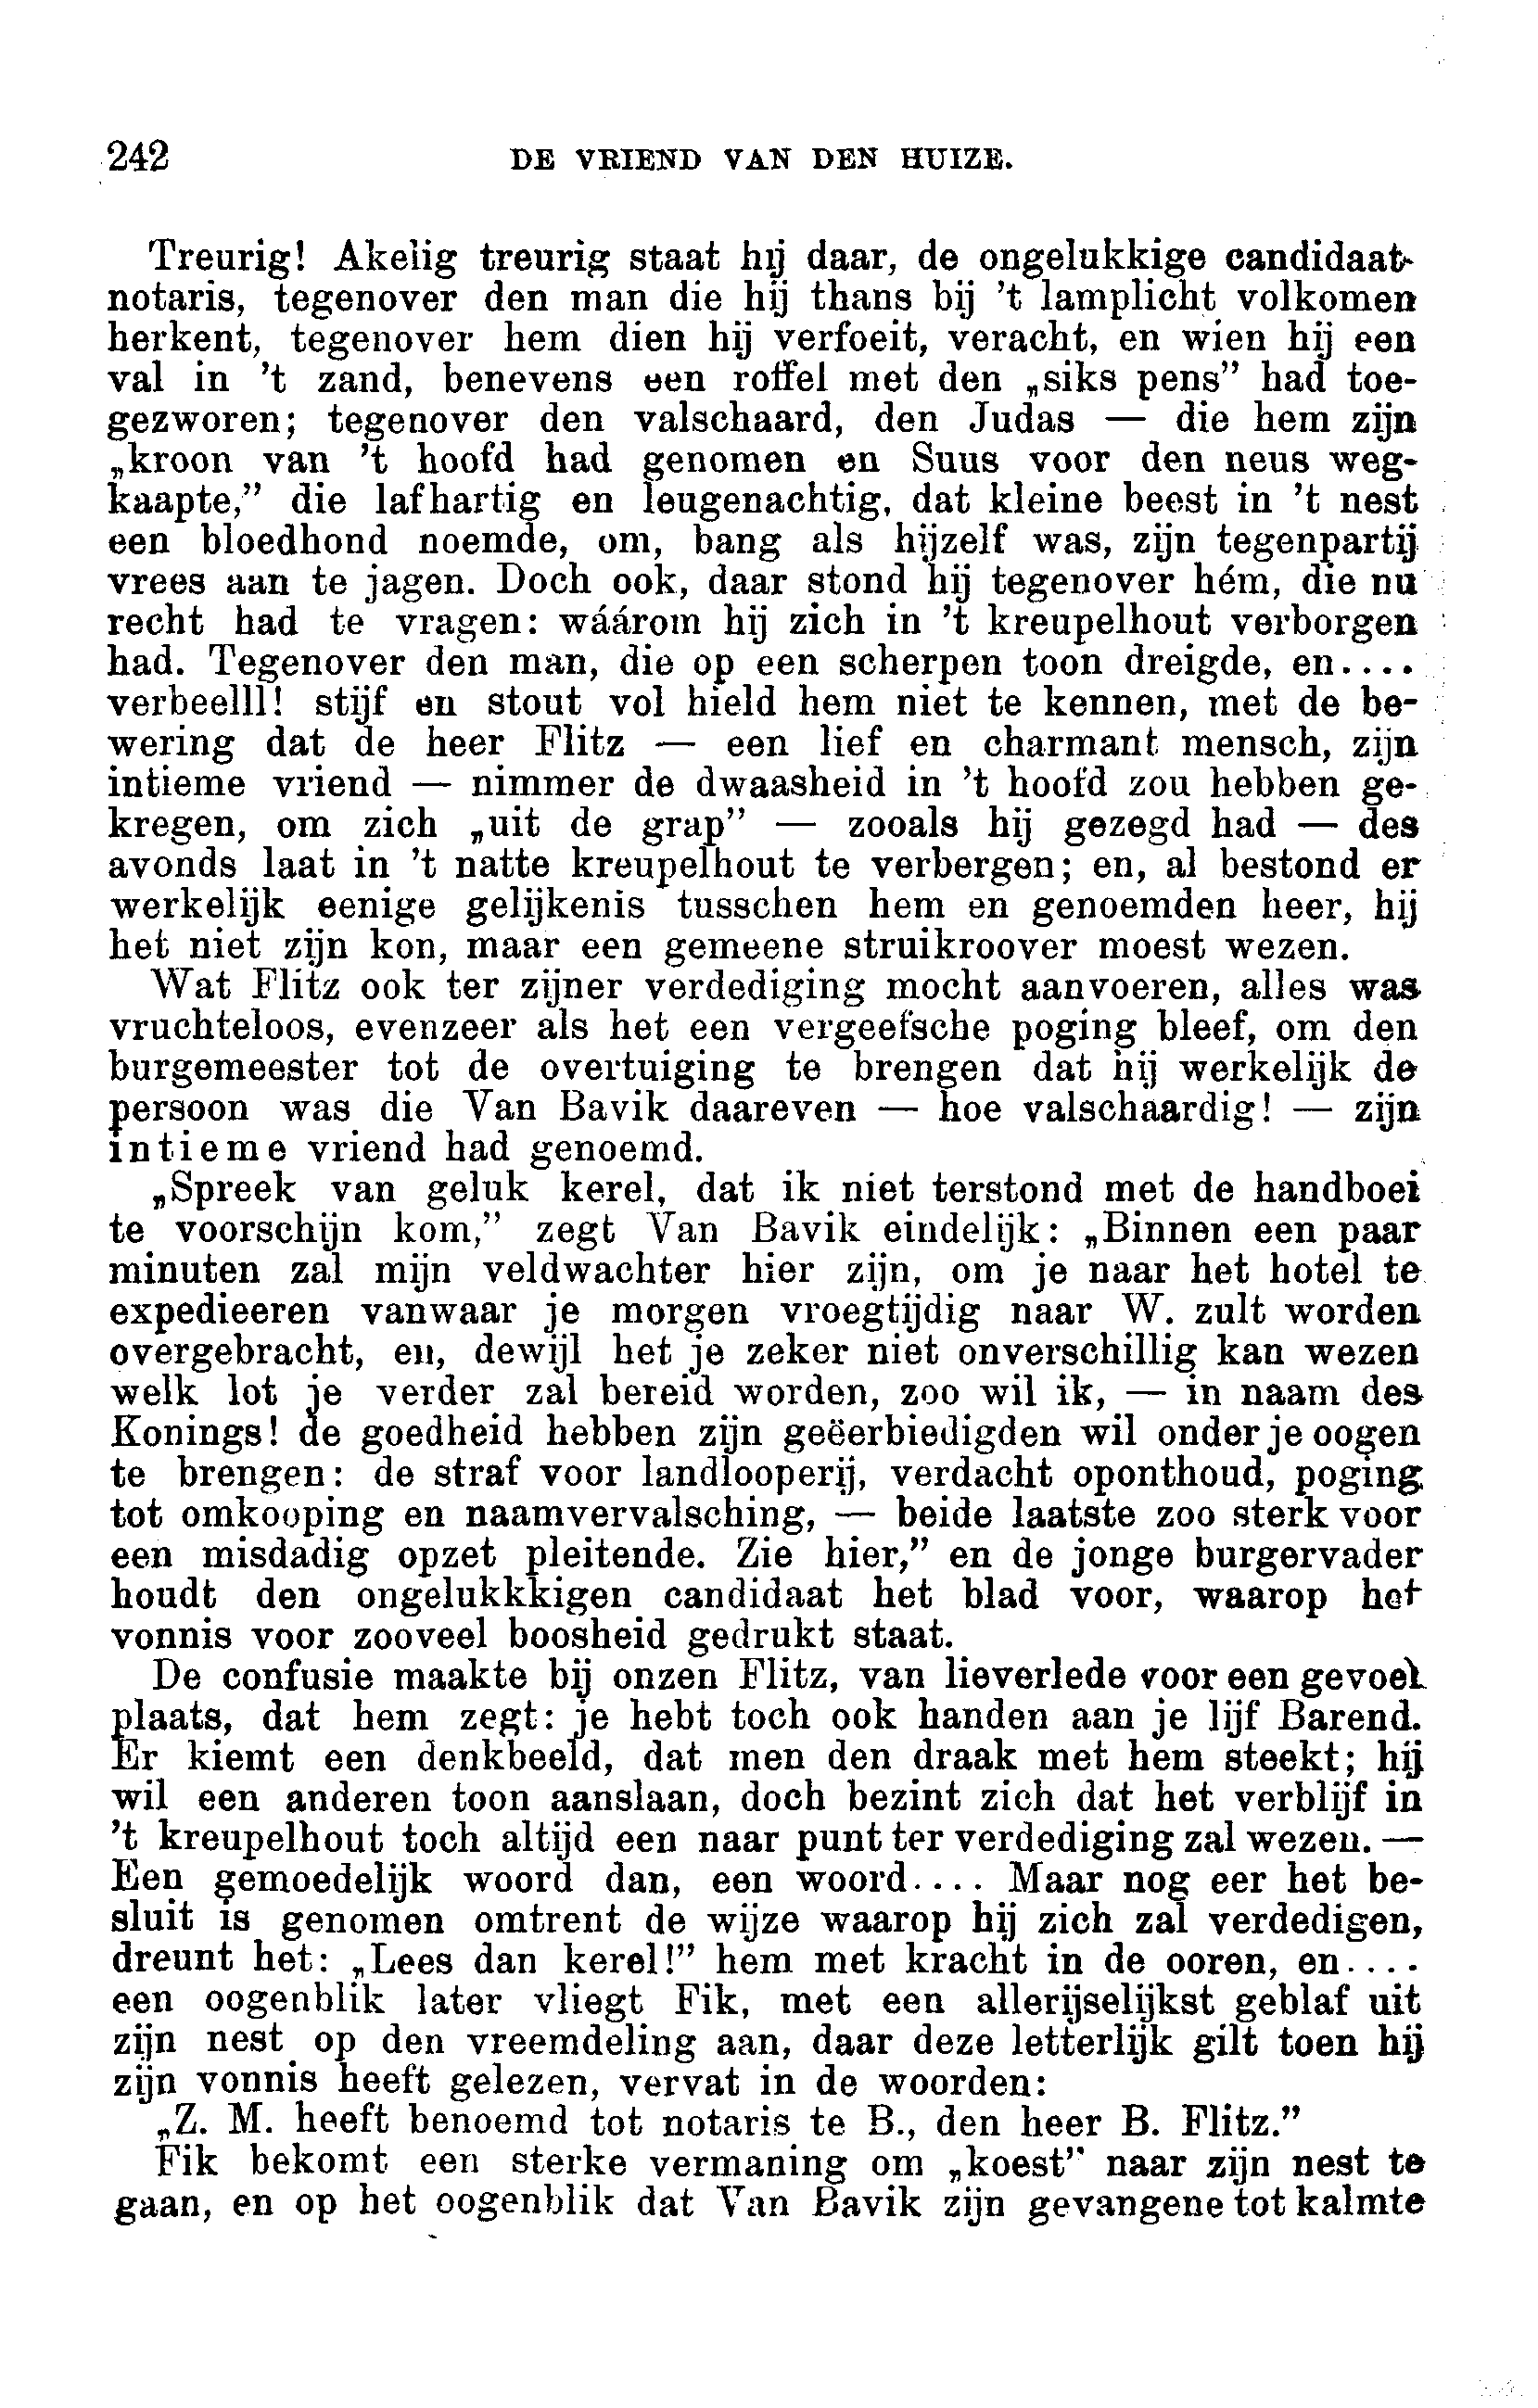 242 DE VRIEND VAN DEN HUIZE.
Treurig! Akelig treurig staat hij daar, de ongelukkige candidaat-
notaris, tegenover den man die hij thans bij 't lamplicht volkomen
herkent, tegenover hem dien hij verfoeit, veracht, en wien hij een
val in 't zand, benevens een roffel met den „siks pens” had toe-
gezworen; tegenover den valschaard, den Judas — die hem zijn
„kroon van 't hoofd had genomen en Suus voor den neus weg-
kaapte,” die lafhartig en leugenachtig, dat kleine beest in 't nest
een bloedhond noemde, om, bang als hijzelf was, zijn tegenpartij
vrees aan te jagen. Doch ook, daar stond hij tegenover hém, die nu
recht had te vragen: wáárom hij zich in 't kreupelhout verborgen
had. Tegenover den man, die op een scherpen toon dreigde, en....
verbeelll! stijf en stout vol hield hem niet te kennen, met de be-
wering dat de heer Flitz — een lief en charmant mensch, zijn
intieme vriend — nimmer de dwaasheid in 't hoofd zou hebben ge-
kregen, om zich „uit de grap” — zooals hij gezegd had — des
avonds laat in 't natte kreupelhout te verbergen; en, al bestond er
werkelijk eenige gelijkenis tusschen hem en genoemden heer, hij
het niet zijn kon, maar een gemeene struikroover moest wezen.
Wat Flitz ook ter zijner verdediging mocht aanvoeren, alles was
vruchteloos, evenzeer als het een vergeefsche poging bleef, om den
burgemeester tot de overtuiging te brengen dat hij werkelijk de
persoon was die Van Bavik daareven — hoe valschaardig! — zijn
intieme vriend had genoemd.
„Spreek van geluk kerel, dat ik niet terstond met de handboei
te voorschijn kom,” zegt Van Bavik eindelijk: „Binnen een paar
minuten zal mijn veldwachter hier zijn, om je naar het hotel te
expedieeren vanwaar je morgen vroegtijdig naar W. zult worden
overgebracht, en, dewijl het je zeker niet onverschillig kan wezen
welk lot je verder zal bereid worden, zoo wil ik, — in naam des
Konings! de goedheid hebben zijn geëerbiedigden wil onder je oogen
te brengen: de straf voor landlooperij, verdacht oponthoud, poging
tot omkooping en naamvervalsching, — beide laatste zoo sterk voor
een misdadig opzet pleitende. Zie hier,” en de jonge burgervader
houdt den ongelukkkigen candidaat het blad voor, waarop het
vonnis voor zooveel boosheid gedrukt staat.
De confusie maakte bij onzen Flitz, van lieverlede voor een gevoel
plaats, dat hem zegt: je hebt toch ook handen aan je lijf Barend.
Er kiemt een denkbeeld, dat men den draak met hem steekt; hij
wil een anderen toon aanslaan, doch bezint zich dat het verblijf in
't kreupelhout toch altijd een naar punt ter verdediging zal wezen. —
Een gemoedelijk woord dan, een woord.... Maar nog eer het be-
sluit is genomen omtrent de wijze waarop hij zich zal verdedigen,
dreunt het: „Lees dan kerel!” hem met kracht in de ooren, en....
een oogenblik later vliegt Fik, met een allerijselijkst geblaf uit
zijn nest op den vreemdeling aan, daar deze letterlijk gilt toen hij
zijn vonnis heeft gelezen, vervat in de woorden:
„Z. M. heeft benoemd tot notaris te B., den heer B. Flitz.”
Fik bekomt een sterke vermaning om „koest” naar zijn nest te
gaan, en op het oogenblik dat Van Bavik zijn gevangene tot kalmte